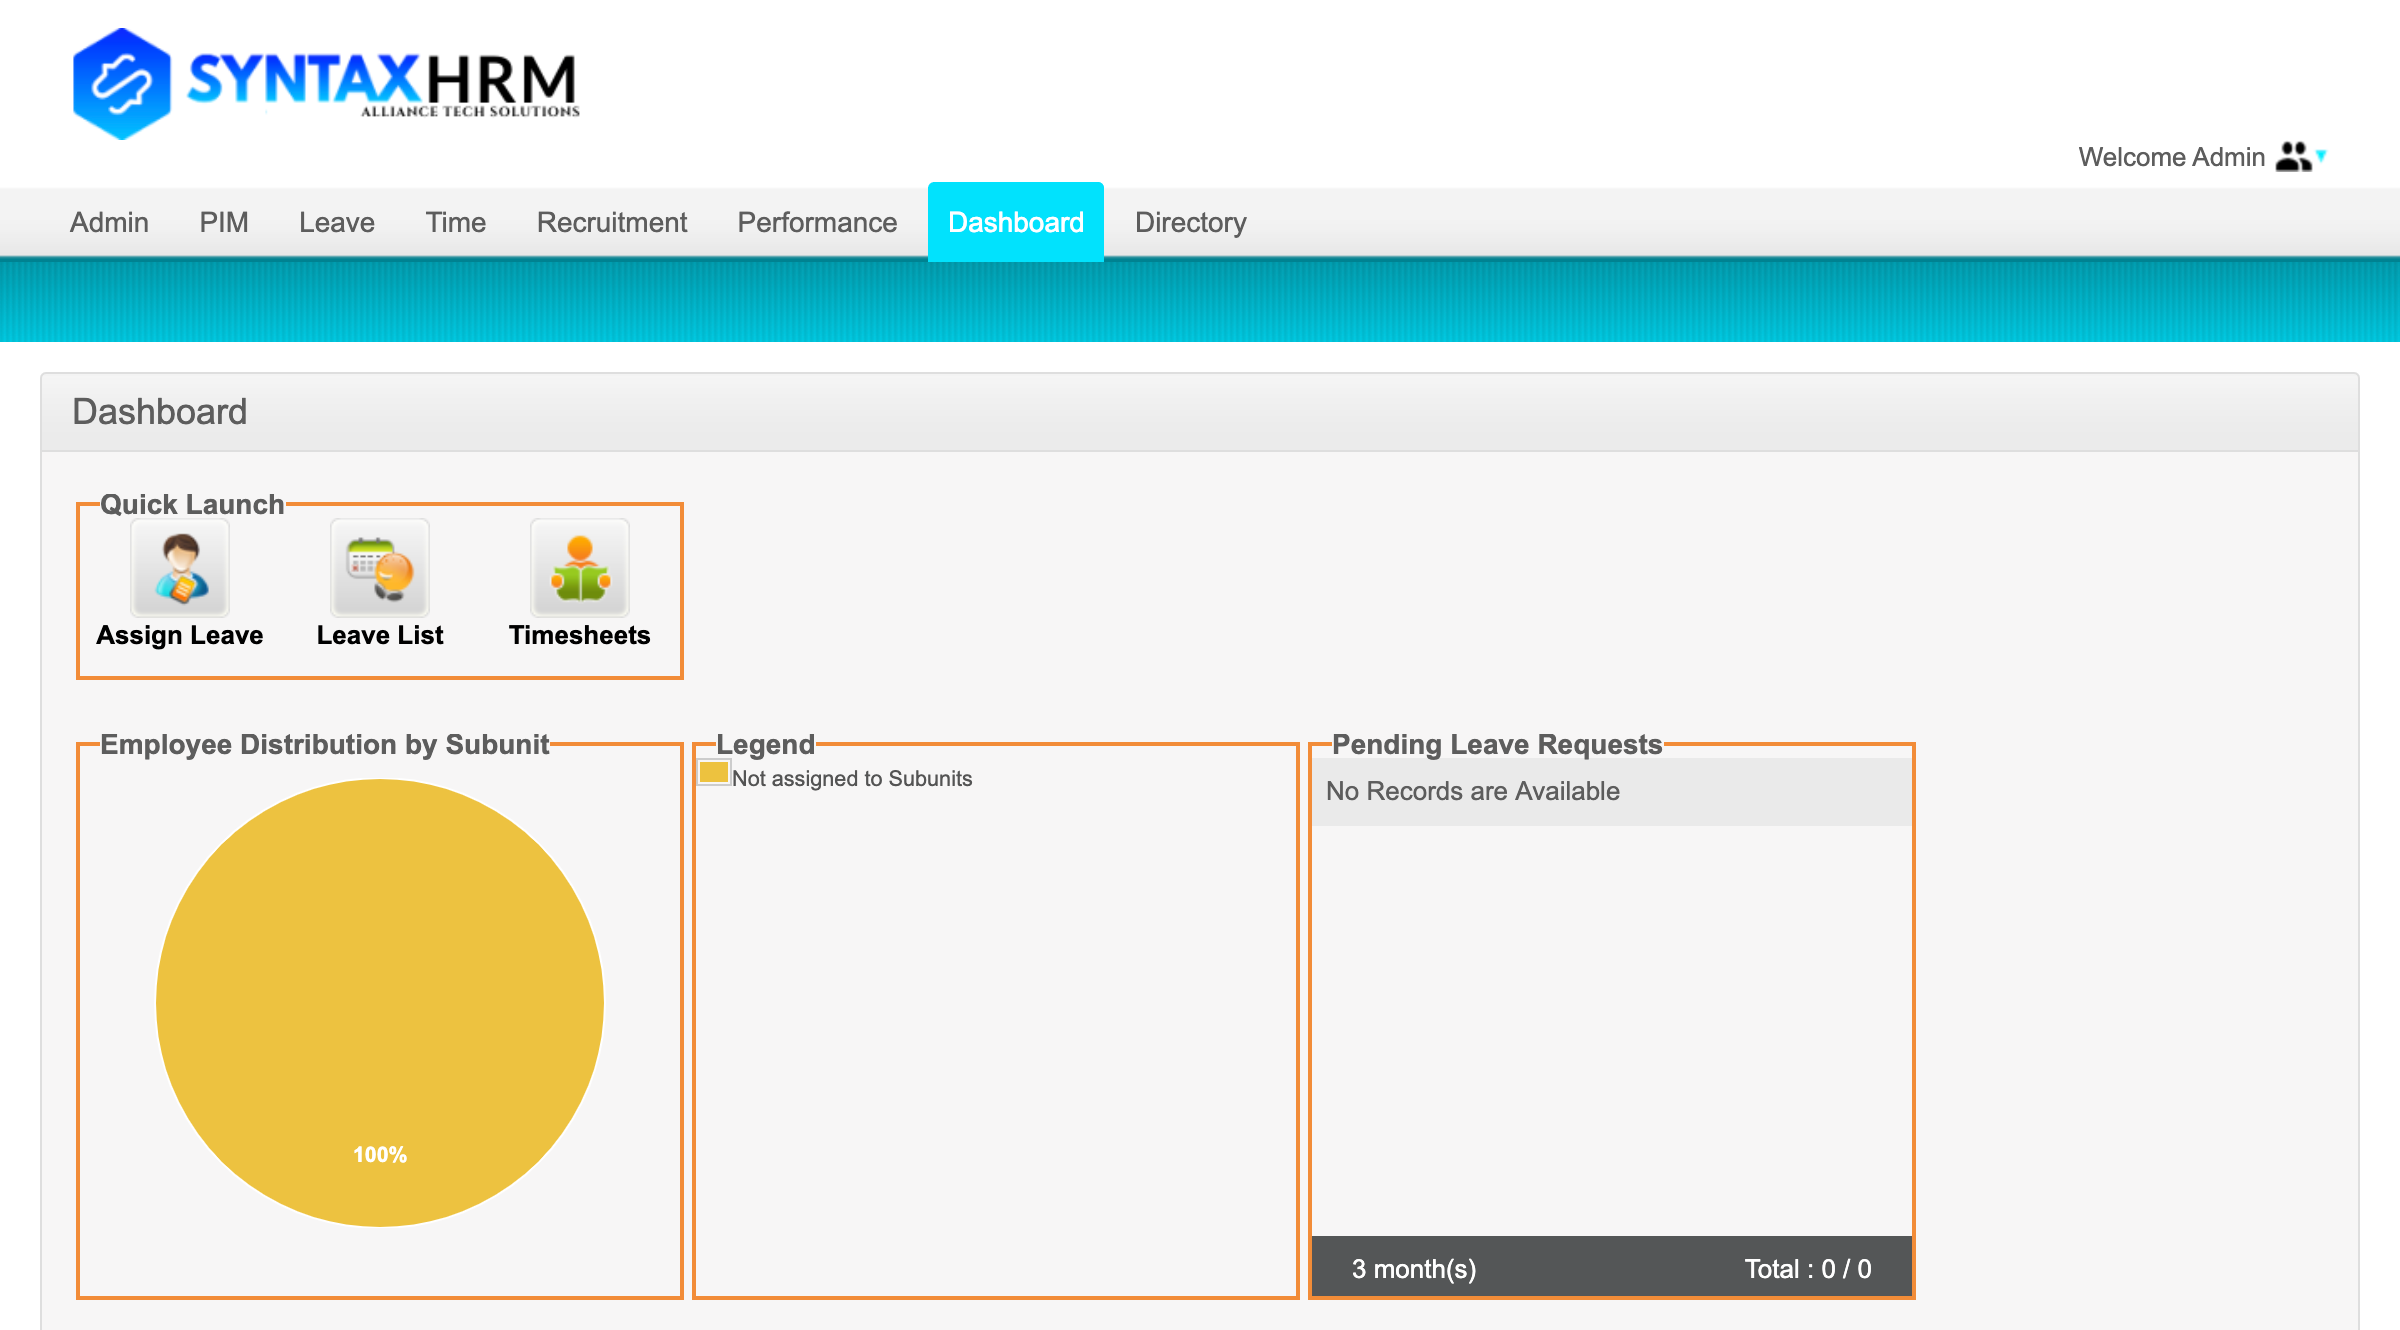 SYNTAXHRM
ALLIANCE TECH SOLUTIONS
Welcome Admin
Admin PIM Leave Time Recruitment Performance Dashboard Directory
Dashboard
Quick Launch
Assign Leave Leave List Timesheets
Employee Distribution by Subunit
100%
Legend
Not assigned to Subunits
Pending Leave Requests
No Records are Available
3 month(s) Total : 0 / 0